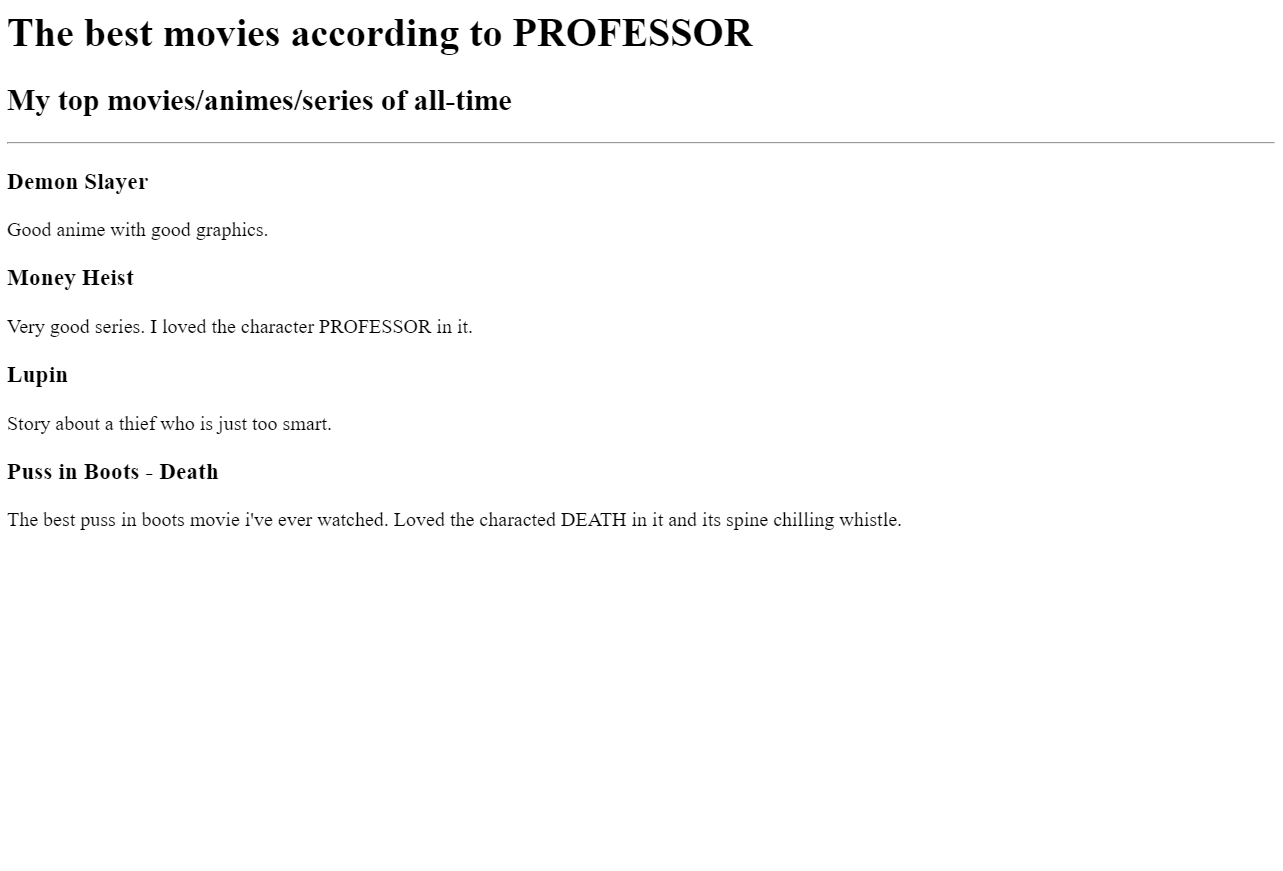 The best movies according to PROFESSOR
My top movies/animes/series of all-time
Demon Slayer
Good anime with good graphics.
Money Heist
Very good series. I loved the character PROFESSOR in it.
Lupin
Story about a thief who is just too smart.
Puss in Boots - Death
The best puss in boots movie i've ever watched. Loved the characted DEATH in it and its spine chilling whistle.